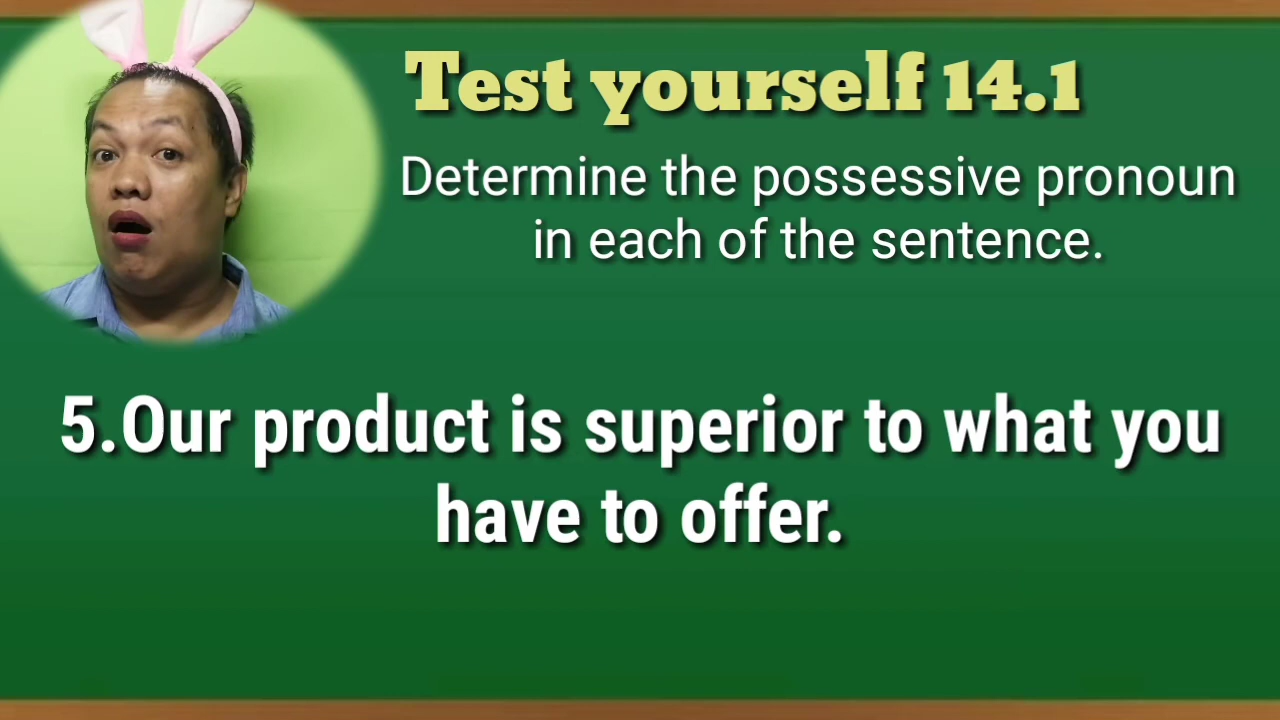 Test yourself 14.1
Determine the possessive pronoun
in each of the sentence.
5.Our product is superior to what you
have to offer.